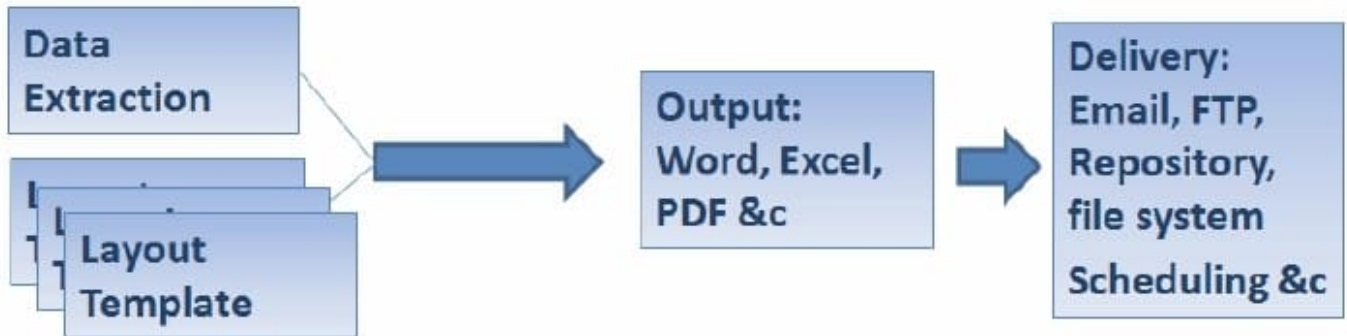 Data
Extraction
L
L
T
T
Layout
Template
Output:
Word, Excel,
PDF &c
Delivery:
Email, FTP,
Repository,
file system
Scheduling &c